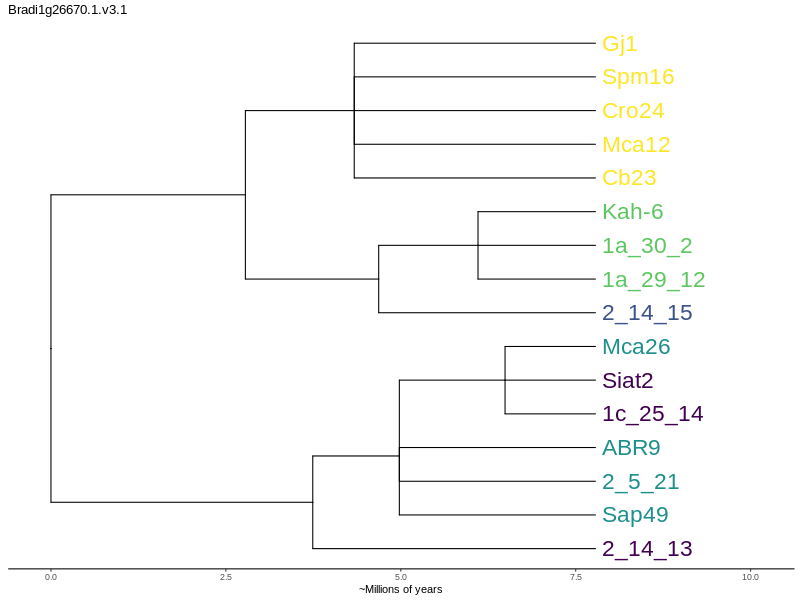 Bradi1g26670.1.v3.1
Gj1
Spm16
Cro24
Mca12
Cb23
Kah-6
1a_30_2
1a_29_12
2_14_15
Mca26
Siat2
1c_25_14
ABR9
2_5_21
Sap49
2_14_13
0.0 2.5 5.0 7.5 10.0
~Millions of years